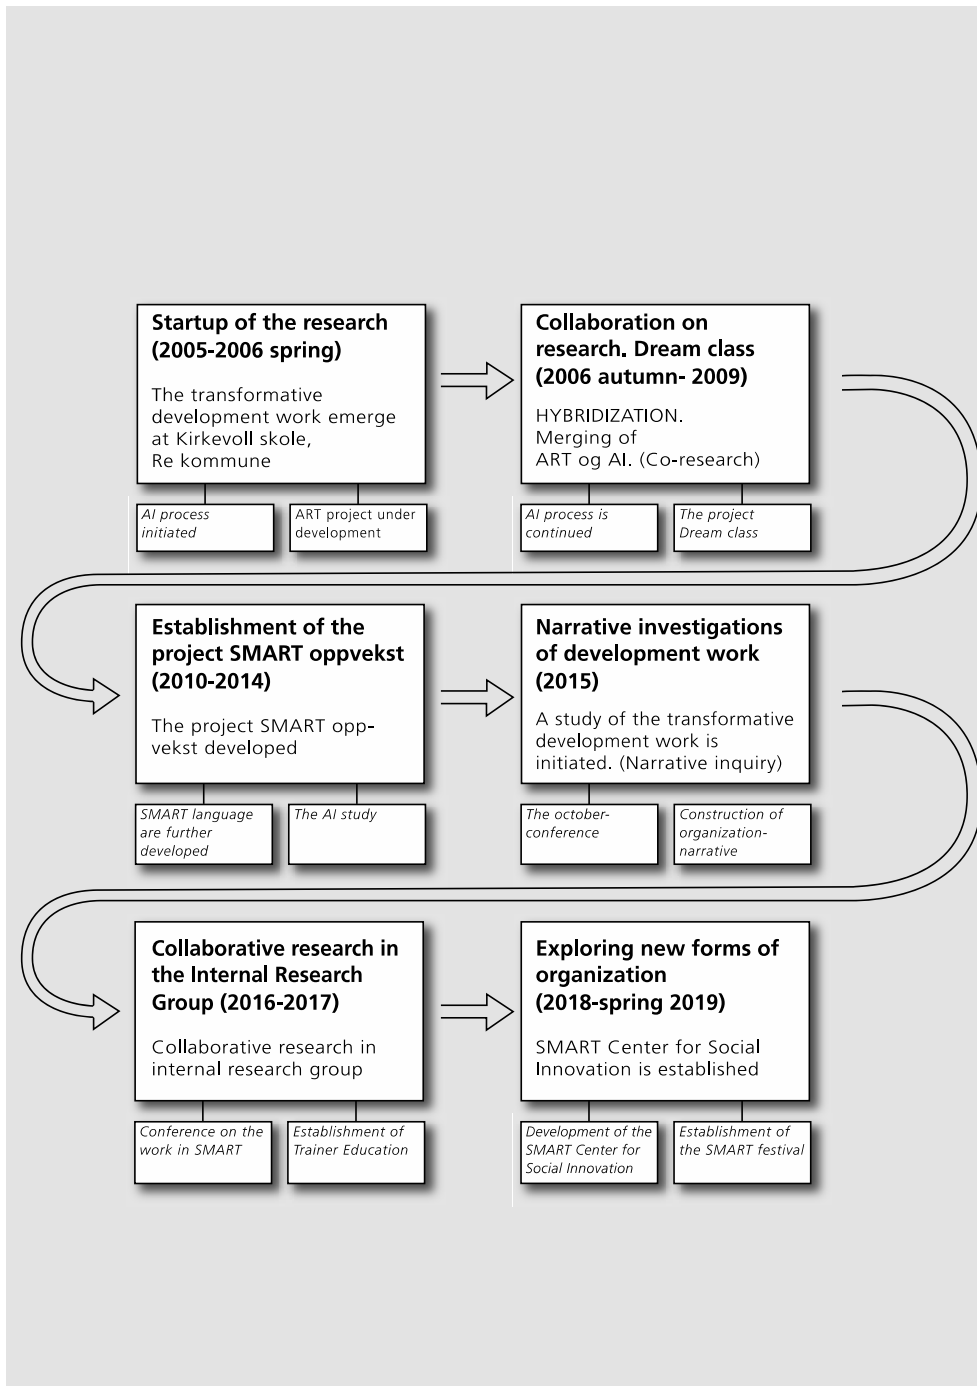 Startup of the research
(2005-2006 spring)
The transformative
development work emerge
at Kirkevoll skole,
Re kommune
AI process
initiated
ART project under
development
Collaboration on
research. Dream class
(2006 autumn- 2009)
HYBRIDIZATION.
Merging of
ART og AI. (Co-research)
AI process is
continued
The project
Dream class
Establishment of the
project SMART oppvekst
(2010-2014)
The project SMART opp-
vekst developed
SMART language
are further
developed
The AI study
Narrative investigations
of development work
(2015)
A study of the transformative
development work is
initiated. (Narrative inquiry)
The october-
conference
Construction of
organization-
narrative
Collaborative research in
the Internal Research
Group (2016-2017)
Collaborative research in
internal research group
Conference on the
work in SMART
Establishment of
Trainer Education
Exploring new forms of
organization
(2018-spring 2019)
SMART Center for Social
Innovation is established
Development of the
SMART Center for
Social Innovation
Establishment of
the SMART festival